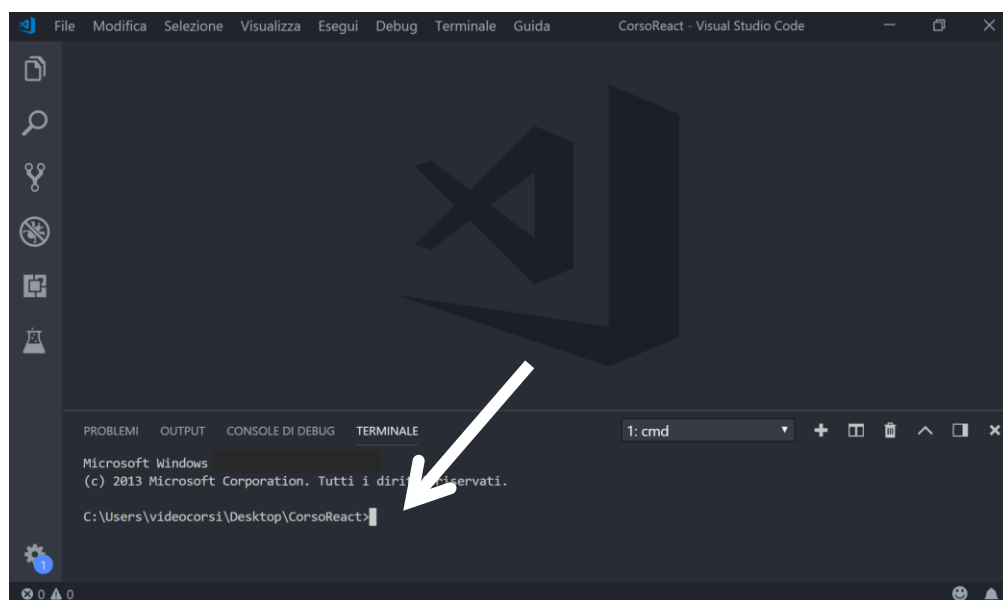 File Modifica Selezione Visualizza Esegui Debug Terminale Guida CorsoReact - Visual Studio Code
PROBLEMI OUTPUT CONSOLE DI DEBUG TERMINALE 1: cmd
Microsoft Windows
(c) 2013 Microsoft Corporation. Tutti i riservati.
C:\Users\videocorsi\Desktop\CorsoReact>
1
0 0